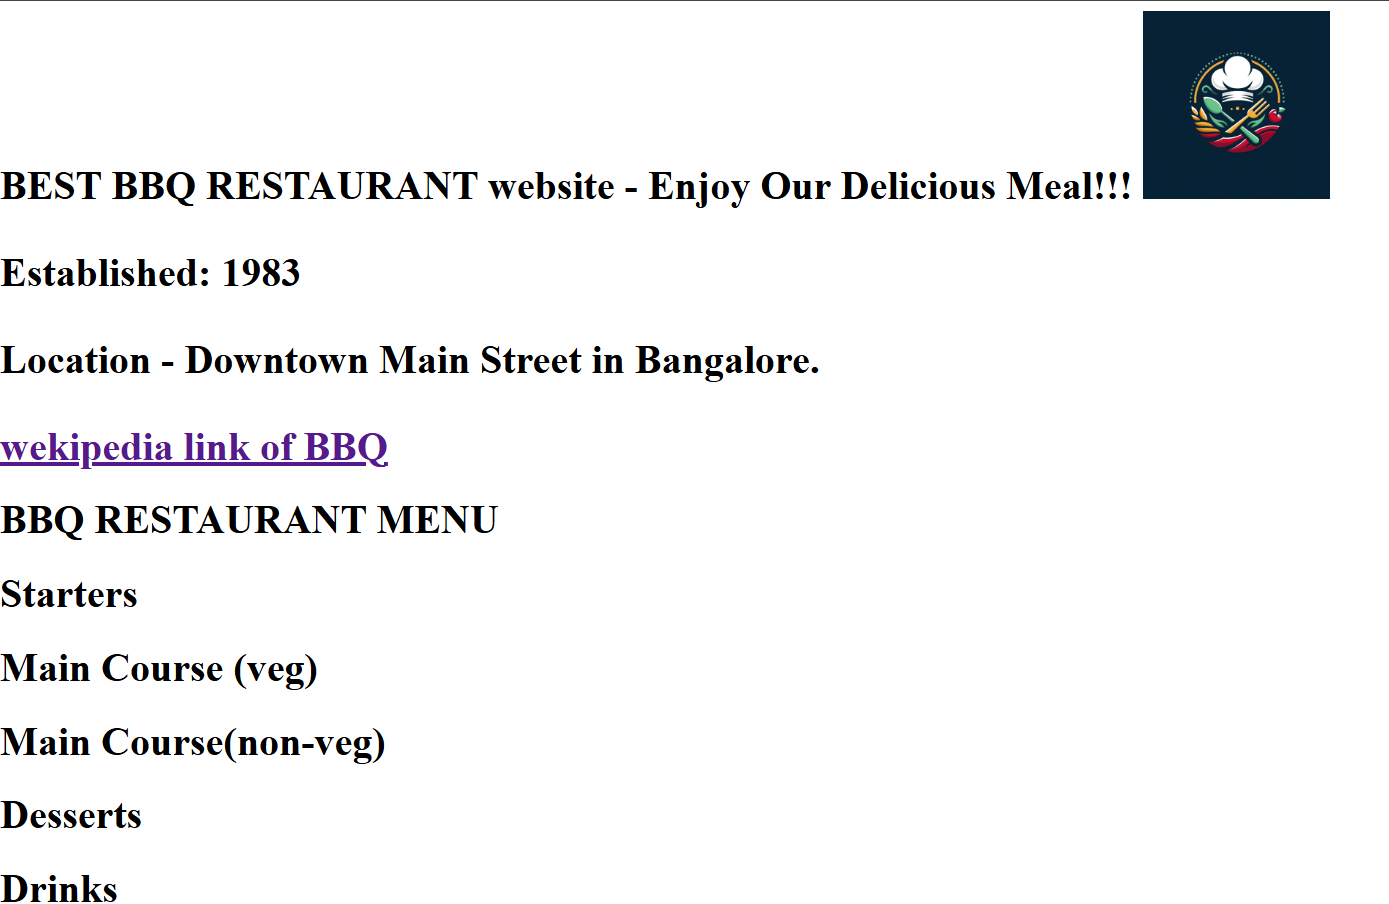 BEST BBQ RESTAURANT website - Enjoy Our Delicious Meal!!!
Established: 1983
Location - Downtown Main Street in Bangalore.
wekipedia link of BBQ
BBQ RESTAURANT MENU
Starters
Main Course (veg)
Main Course(non-veg)
Desserts
Drinks